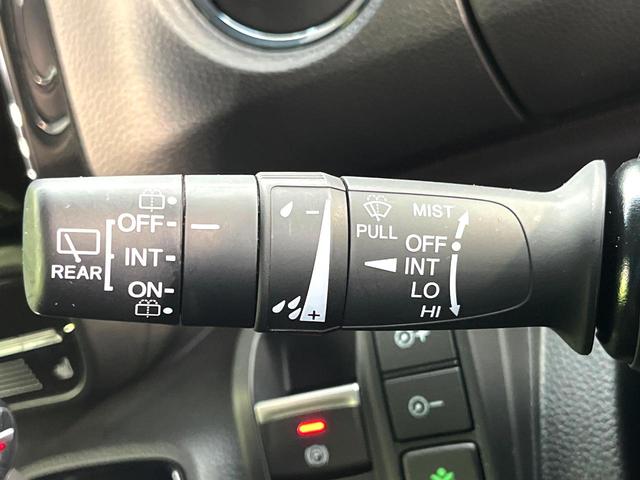 REAR
OFF
INT
ON
−
+
PULL
MIST
OFF
INT
LO
HI